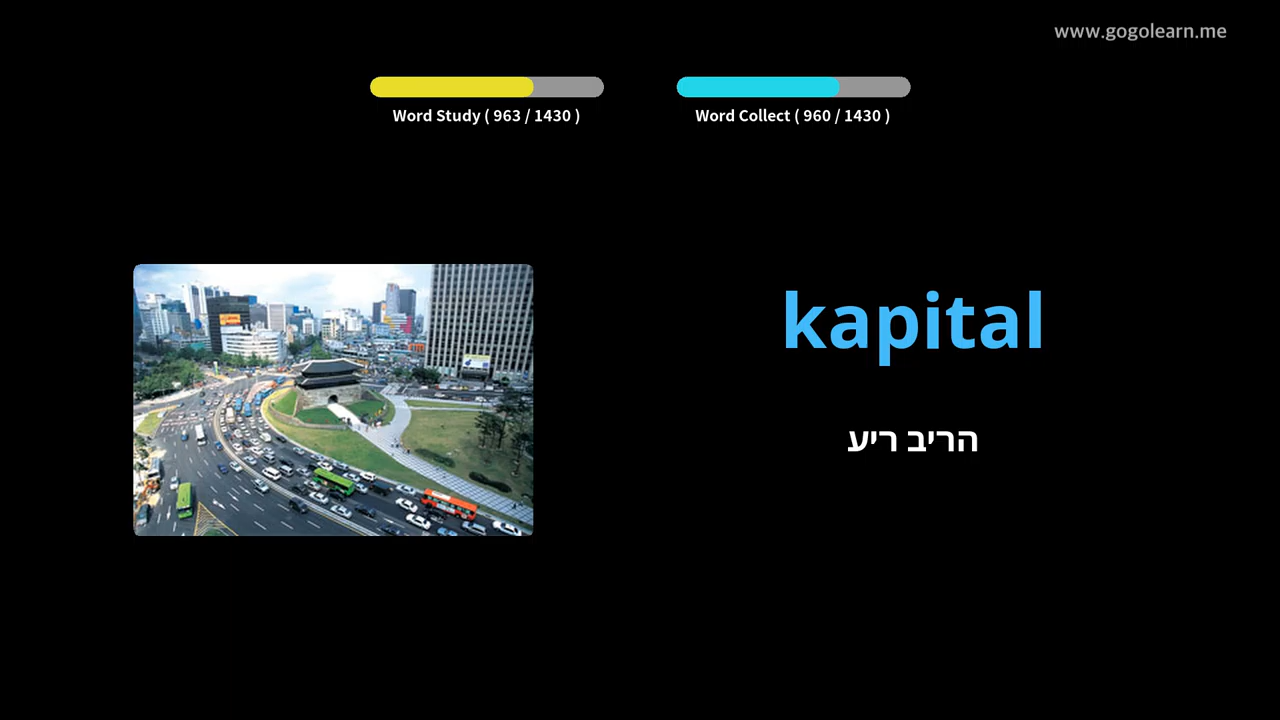 www.gogolearn.me
Word Study ( 963 / 1430 )
Word Collect ( 960 / 1430 )
kapital
הריב ריע